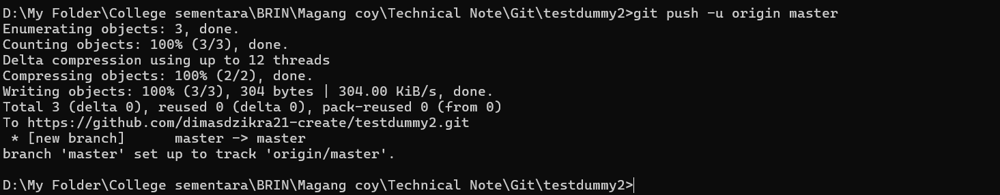 D:\My Folder\College sementara\BRIN\Magang coy\Technical Note\Git\testdummy2>git push -u origin master
Enumerating objects: 3, done.
Counting objects: 100% (3/3), done.
Delta compression using up to 12 threads
Compressing objects: 100% (2/2), done.
Writing objects: 100% (3/3), 304 bytes | 304.00 KiB/s, done.
Total 3 (delta 0), reused 0 (delta 0), pack-reused 0 (from 0)
To https://github.com/dimasdzikra21-create/testdummy2.git
 * [new branch]      master -> master
branch 'master' set up to track 'origin/master'.
D:\My Folder\College sementara\BRIN\Magang coy\Technical Note\Git\testdummy2>